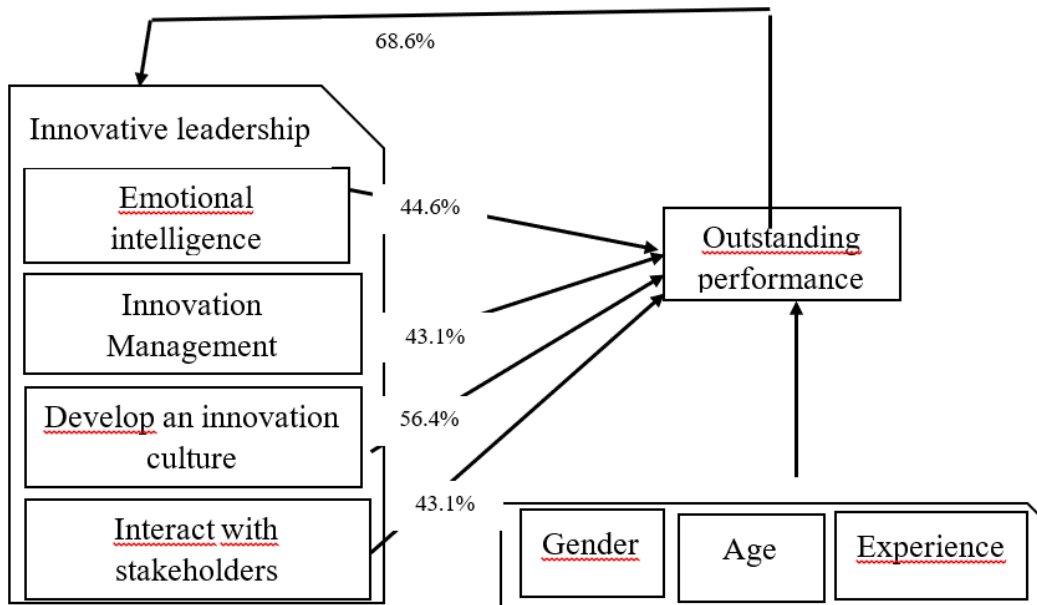 68.6%
Innovative leadership
Emotional
intelligence
44.6%
Outstanding
performance
Innovation
Management
43.1%
Develop an innovation
culture
56.4%
43.1%
Interact with
stakeholders
Gender
Age
Experience